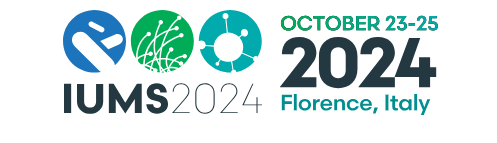 IUMS2024
OCTOBER 23-25
2024
Florence, Italy